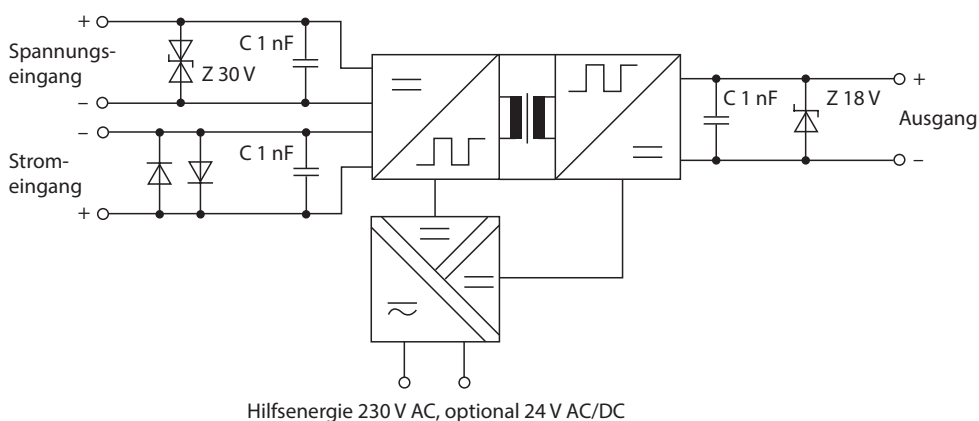 +
Spannungs-
eingang
Z 30 V
C 1 nF
–
–
Strom-
eingang
C 1 nF
+
C 1 nF
Z 18 V
+
Ausgang
–
Hilfsenergie 230 V AC, optional 24 V AC/DC